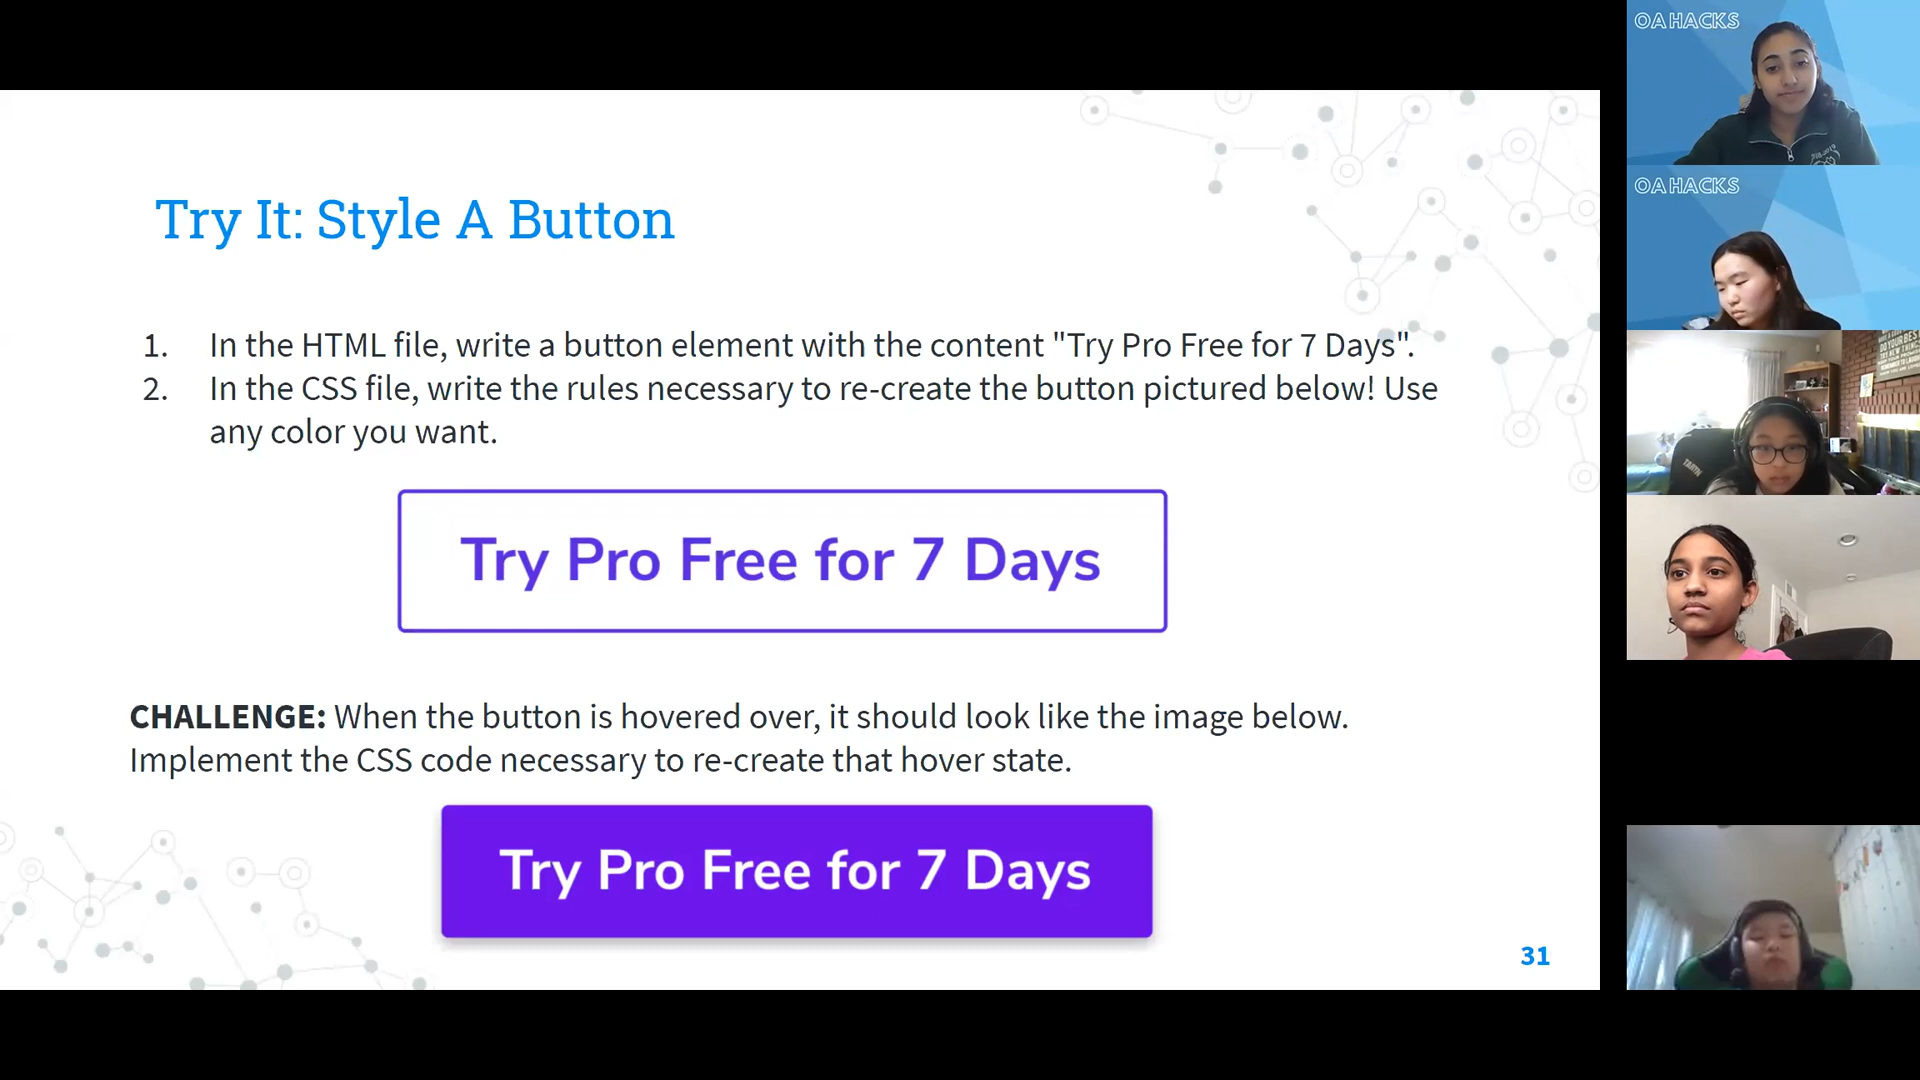 OA HACKS
OA HACKS
Try It: Style A Button
1. In the HTML file, write a button element with the content "Try Pro Free for 7 Days".
2. In the CSS file, write the rules necessary to re-create the button pictured below! Use
any color you want.
Try Pro Free for 7 Days
CHALLENGE: When the button is hovered over, it should look like the image below.
Implement the CSS code necessary to re-create that hover state.
Try Pro Free for 7 Days
31